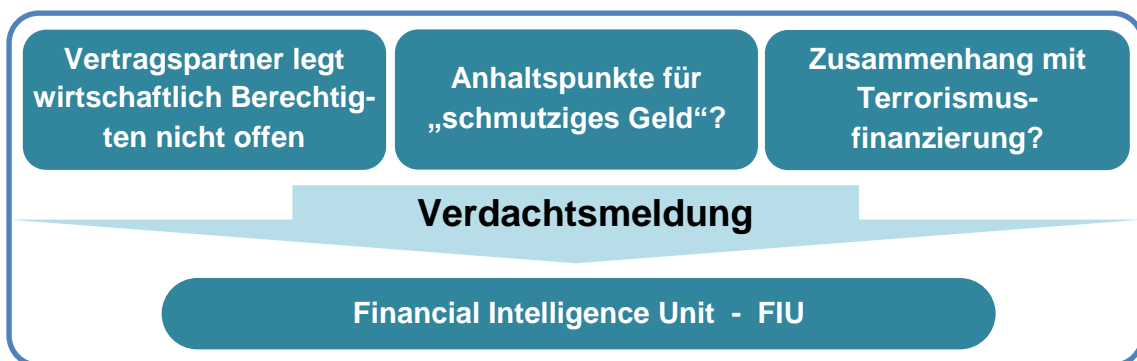 Vertragspartner legt
wirtschaftlich Berechtig-
ten nicht offen
Anhaltspunkte für
„schmutziges Geld“?
Zusammenhang mit
Terrorismus-
finanzierung?
Verdachtsmeldung
Financial Intelligence Unit - FIU